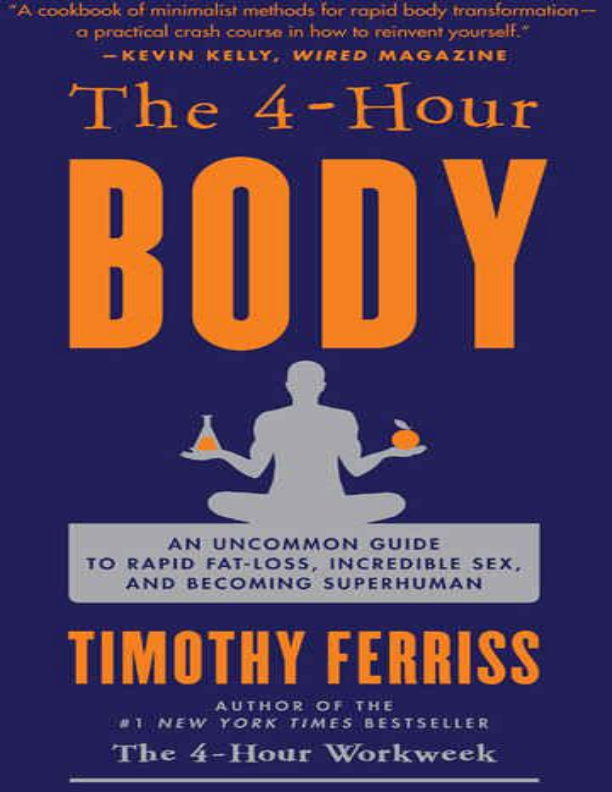 "A cookbook of minimalist methods for rapid body transformation—
a practical crash course in how to reinvent yourself."
—KEVIN KELLY, WIRED MAGAZINE
The 4-Hour
BODY
AN UNCOMMON GUIDE
TO RAPID FAT-LOSS, INCREDIBLE SEX,
AND BECOMING SUPERHUMAN
TIMOTHY FERRISS
AUTHOR OF THE
#1 NEW YORK TIMES BESTSELLER
The 4-Hour Workweek